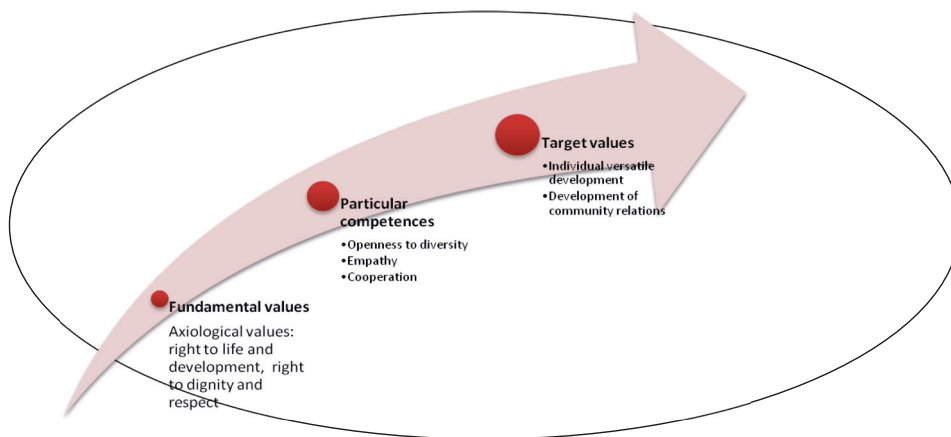 Target values
•Individual versatile
development
•Development of
community relations
Particular
competences
•Openness to diversity
•Empathy
•Cooperation
Fundamental values
Axiological values:
right to life and
development, right
to dignity and
respect